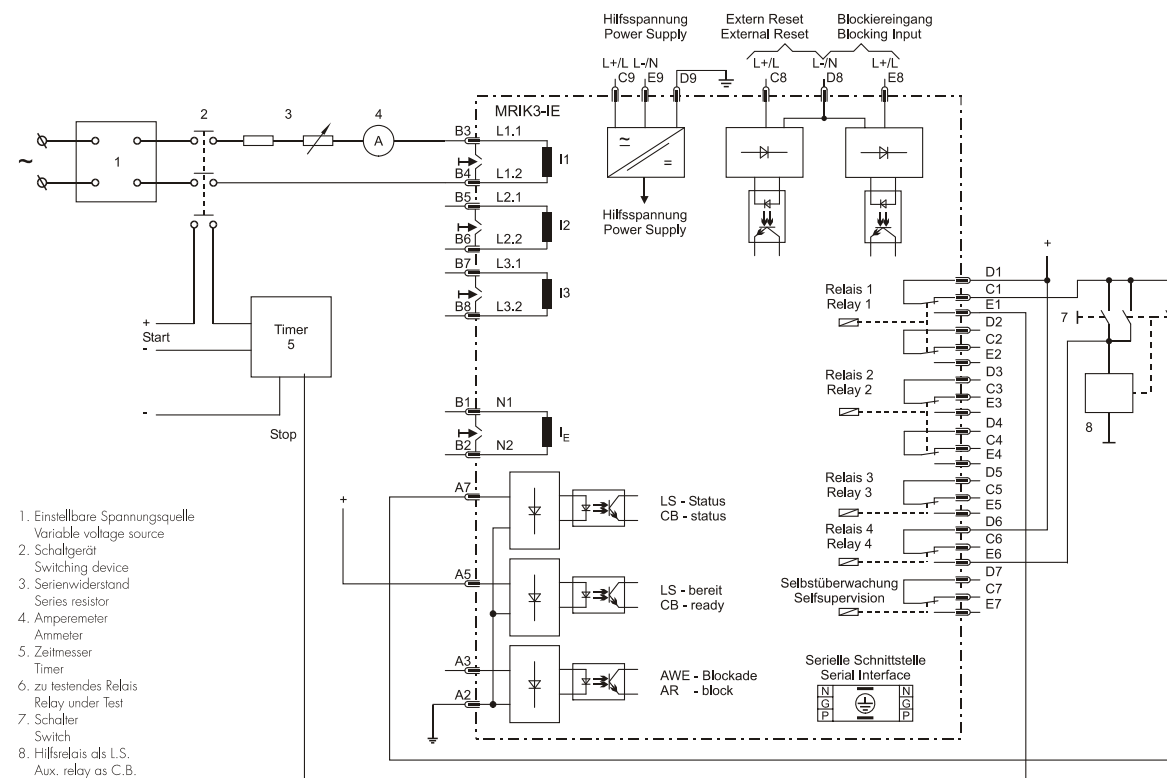 Hilfsspannung
Power Supply
Extern Reset
External Reset
Blockiereingang
Blocking Input
L+/L
C9
L-/N
E9
D9
L+/L
C8
L-/N
D8
L+/L
E8
MRIK3-IE
2
3
4
1
A
~
B3 L1.1
I1
B4 L1.2
B5 L2.1
I2
B6 L2.2
B7 L3.1
I3
B8 L3.2
~
=
Hilfsspannung
Power Supply
+
Start
-
Timer
5
-
Stop
B1 N1
IE
B2 N2
A7
LS - Status
CB - status
+
A5
LS - bereit
CB - ready
A3
AWE - Blockade
AR - block
A2
Relais 1
Relay 1
Relais 2
Relay 2
Relais 3
Relay 3
Relais 4
Relay 4
Selbstüberwachung
Selfsupervision
D1
C1
E1
D2
C2
E2
D3
C3
E3
D4
C4
E4
D5
C5
E5
D6
C6
E6
D7
C7
E7
+
7
8
Serielle Schnittstelle
Serial Interface
N
G
P
N
G
P
1. Einstellbare Spannungsquelle
Variable voltage source
2. Schaltgerät
Switching device
3. Serienwiderstand
Series resistor
4. Amperemeter
Ammeter
5. Zeitmesser
Timer
6. zu testendes Relais
Relay under Test
7. Schalter
Switch
8. Hilfsrelais als L.S.
Aux. relay as C.B.